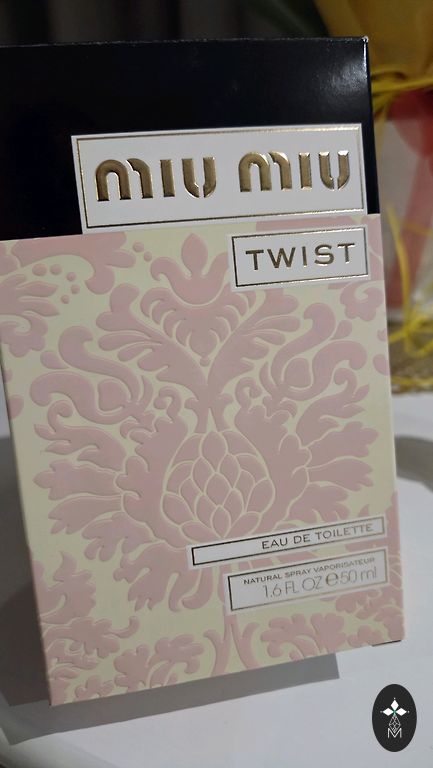 MIU MIU
TWIST
EAU DE TOILETTE
NATURAL SPRAY VAPORISATEUR
1.6 FL OZ ℮ 50 ml
M